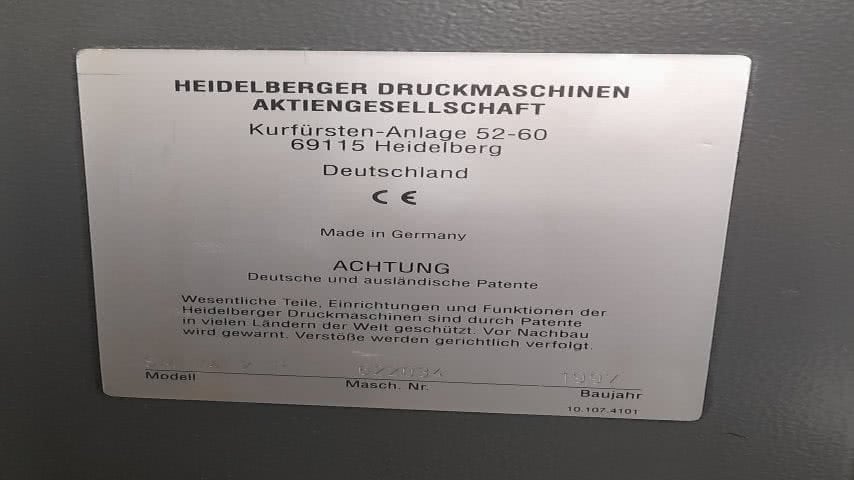 HEIDELBERGER DRUCKMASCHINEN
AKTIENGESELLSCHAFT
Kurfürsten-Anlage 52-60
69115 Heidelberg
Deutschland
CE
Made in Germany
ACHTUNG
Deutsche und ausländische Patente
Wesentliche Teile, Einrichtungen und Funktionen der
Heidelberger Druckmaschinen sind durch Patente
in vielen Ländern der Welt geschützt. Vor Nachbau
wird gewarnt. Verstöße werden gerichtlich verfolgt.
1997
Modell Masch. Nr. Baujahr
10.107-4101